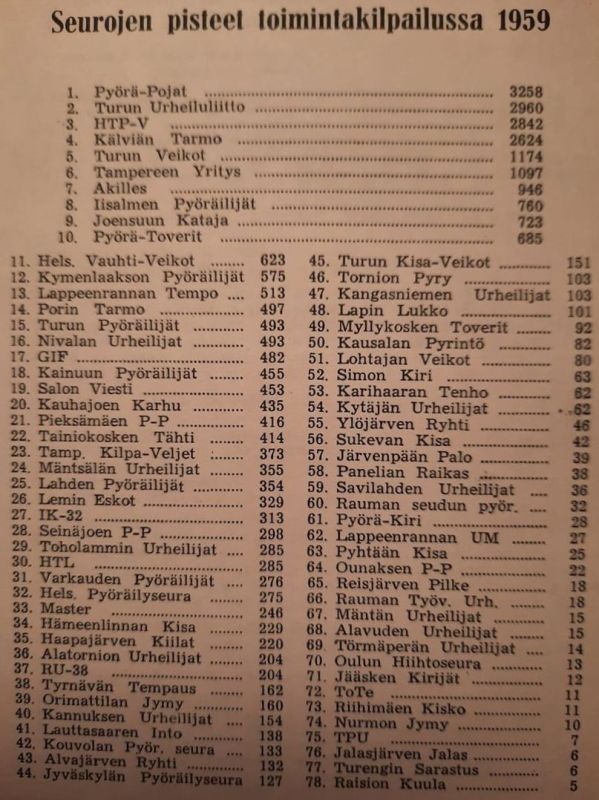 Seurojen pisteet toimintakilpailussa 1959
1. Pyörä-Pojat 3258
2. Turun Urheiluliitto 2960
3. HTP-V 2842
4. Kälviän Tarmo 2624
5. Turun Veikot 1174
6. Tampereen Yritys 1097
7. Akilles 946
8. Iisalmen Pyöräilijät 760
9. Joensuun Kataja 723
10. Pyörä-Toverit 685
11. Hels. Vauhti-Veikot 623
12. Kymenlaakson Pyöräilijät 575
13. Lappeenrannan Tempo 513
14. Porin Tarmo 497
15. Turun Pyöräilijät 493
16. Nivalan Urheilijat 493
17. GIF 482
18. Kainuun Pyöräilijät 455
19. Salon Viesti 453
20. Kauhajoen Karhu 435
21. Pieksämäen P-P 416
22. Tainiokosken Tähti 414
23. Tamp. Kilpa-Veljet 373
24. Mäntsälän Urheilijat 355
25. Lahden Pyöräilijät 354
26. Lemin Eskot 329
27. IK-32 313
28. Seinäjoen P-P 298
29. Toholammin Urheilijat 285
30. HTL 285
31. Varkauden Pyöräilijät 276
32. Hels. Pyöräilyseura 275
33. Master 246
34. Hämeenlinnan Kisa 229
35. Haapajärven Kiilat 220
36. Alatornion Urheilijat 204
37. RU-38 204
38. Tyrnävän Tempaus 162
39. Orimattilan Jymy 160
40. Kannuksen Urheilijat 154
41. Lauttasaaren Into 138
42. Kouvolan Pyör. seura 133
43. Alvajärven Ryhti 132
44. Jyväskylän Pyöräilyseura 127
45. Turun Kisa-Veikot 151
46. Tornion Pyry 103
47. Kangasniemen Urheilijat 103
48. Lapin Lukko 101
49. Myllykosken Toverit 92
50. Kausalan Pyrintö 82
51. Lohtajan Veikot 80
52. Simon Kiri 63
53. Karihaaran Tenho 62
54. Kytäjän Urheilijat 62
55. Ylöjärven Ryhti 46
56. Sukevan Kisa 42
57. Järvenpään Palo 39
58. Panelian Raikas 38
59. Savilahden Urheilijat 36
60. Rauman seudun pyör. 32
61. Pyörä-Kiri 28
62. Lappeenrannan UM 27
63. Pyhtään Kisa 25
64. Ounaksen P-P 22
65. Reisjärven Pilke 18
66. Rauman Työv. Urh. 18
67. Mäntän Urheilijat 15
68. Alavuden Urheilijat 15
69. Törmäperän Urheilijat 14
70. Oulun Hiihtoseura 13
71. Jääsken Kirijät 12
72. ToTe 11
73. Riihimäen Kisko 11
74. Nurmon Jymy 10
75. TPU 7
76. Jalasjärven Jalas 6
77. Turengin Sarastus 6
78. Raision Kuula 5